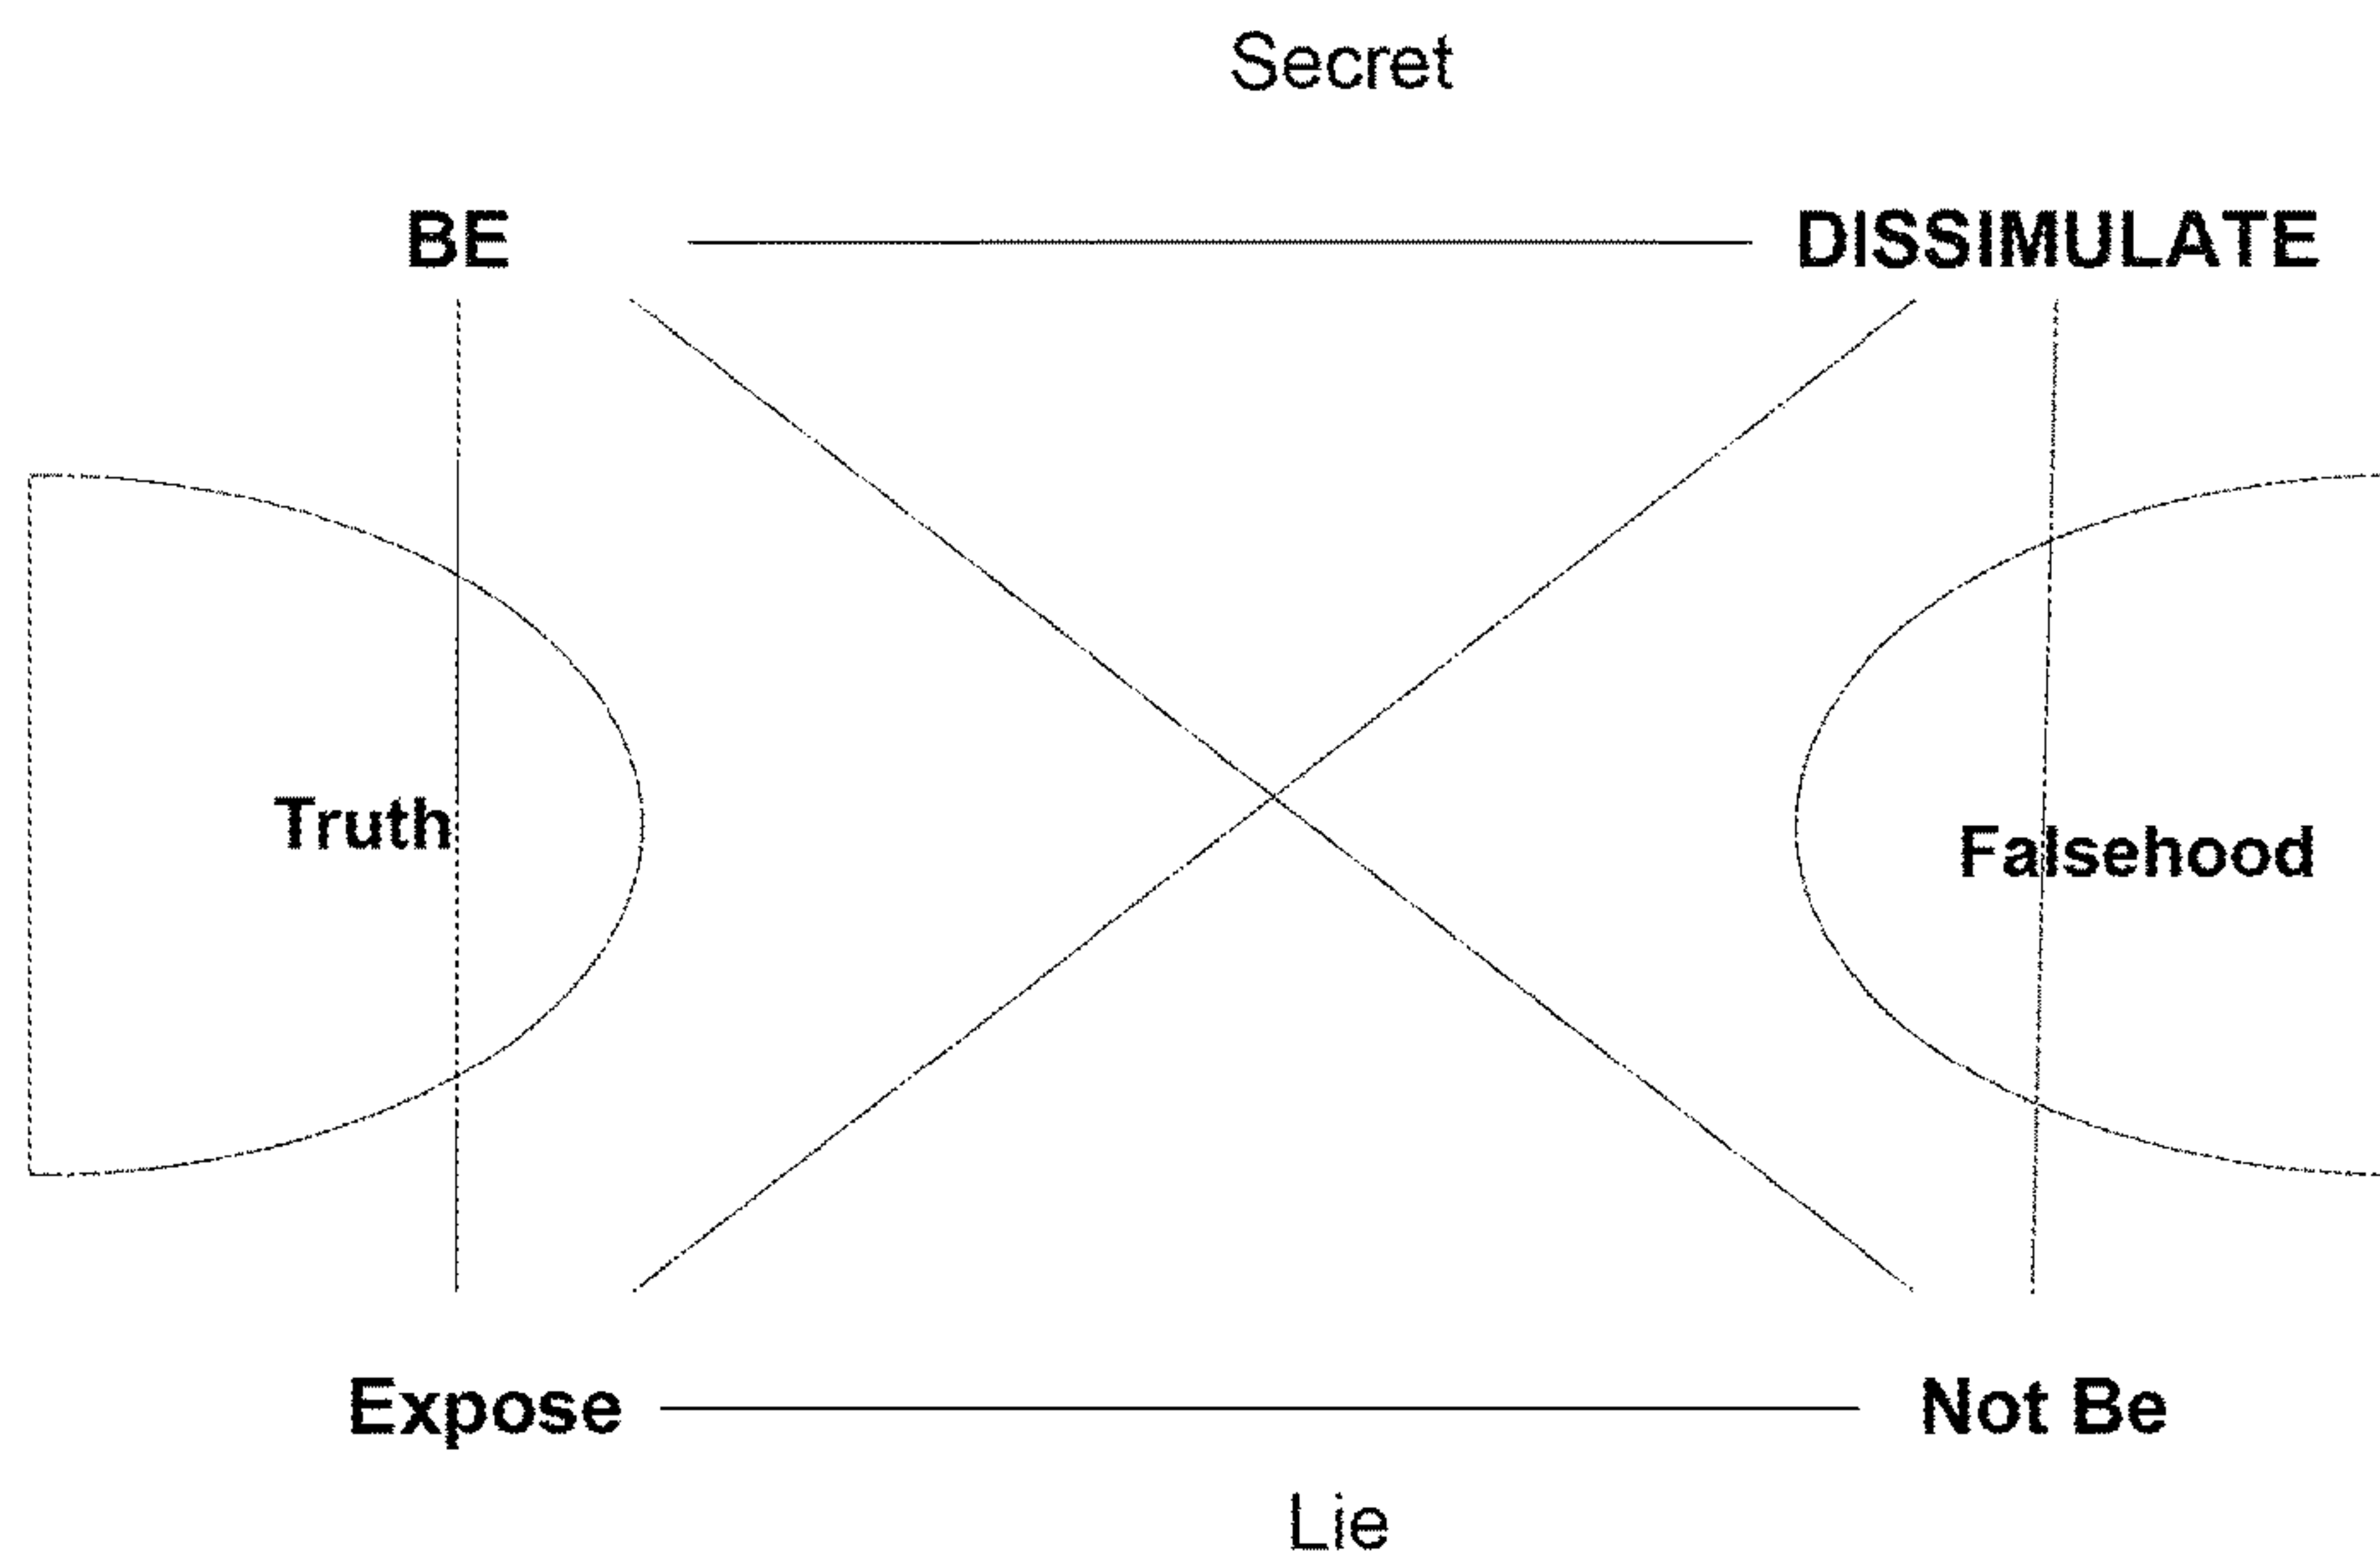 Secret
BE
DISSIMULATE
Truth
Falsehood
Expose
Not Be
Lie